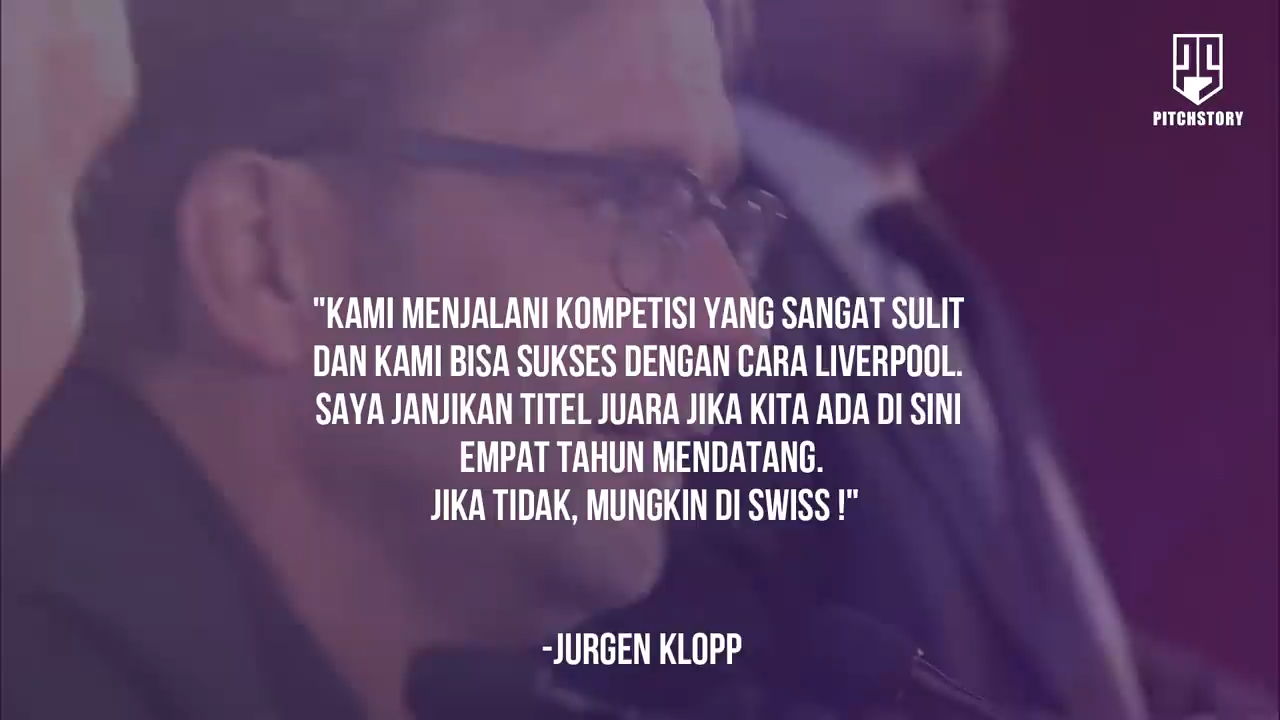 PITCHSTORY
"KAMI MENJALANI KOMPETISI YANG SANGAT SULIT
DAN KAMI BISA SUKSES DENGAN CARA LIVERPOOL.
SAYA JANJIKAN TITEL JUARA JIKA KITA ADA DI SINI
EMPAT TAHUN MENDATANG.
JIKA TIDAK, MUNGKIN DI SWISS !"
-JURGEN KLOPP